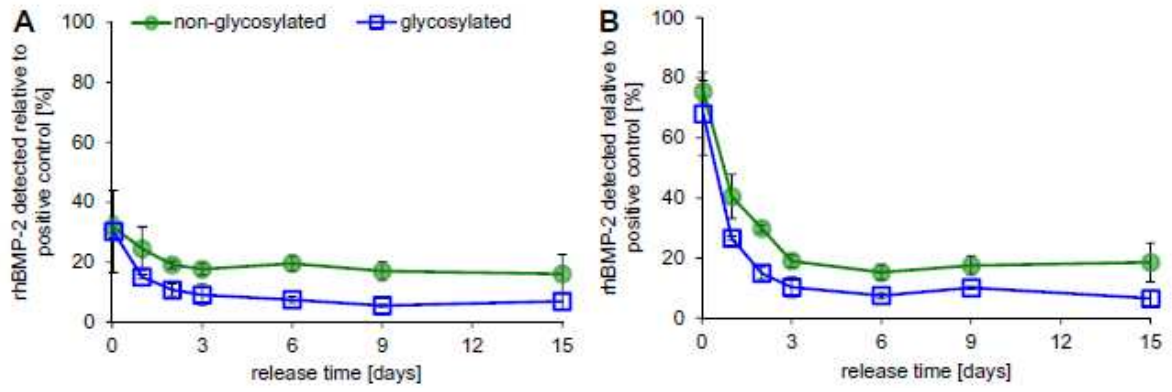 A
non-glycosylated
glycosylated
rhBMP-2 detected relative to
positive control [%]
100
80
60
40
20
0
0 3 6 9 12 15
release time [days]
B
rhBMP-2 detected relative to
positive control [%]
100
80
60
40
20
0
0 3 6 9 12 15
release time [days]